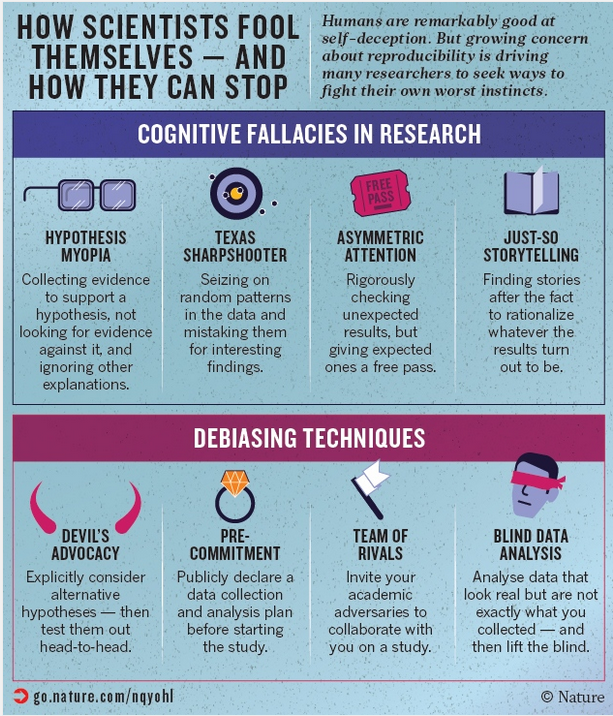 HOW SCIENTISTS FOOL
THEMSELVES — AND
HOW THEY CAN STOP
Humans are remarkably good at
self-deception. But growing concern
about reproducibility is driving
many researchers to seek ways to
fight their own worst instincts.
COGNITIVE FALLACIES IN RESEARCH
HYPOTHESIS
MYOPIA
Collecting evidence
to support a
hypothesis, not
looking for evidence
against it, and
ignoring other
explanations.
TEXAS
SHARPSHOOTER
Seizing on
random patterns
in the data and
mistaking them
for interesting
findings.
FREE
PASS
ASYMMETRIC
ATTENTION
Rigorously
checking
unexpected
results, but
giving expected
ones a free pass.
JUST-SO
STORYTELLING
Finding stories
after the fact
to rationalize
whatever the
results turn
out to be.
DEBIASING TECHNIQUES
DEVIL'S
ADVOCACY
Explicitly consider
alternative
hypotheses — then
test them out
head-to-head.
PRE-
COMMITMENT
Publicly declare a
data collection
and analysis plan
before starting
the study.
TEAM OF
RIVALS
Invite your
academic
adversaries to
collaborate with
you on a study.
BLIND DATA
ANALYSIS
Analyse data that
look real but are not
exactly what you
collected — and
then lift the blind.
go.nature.com/nqyohl
© Nature